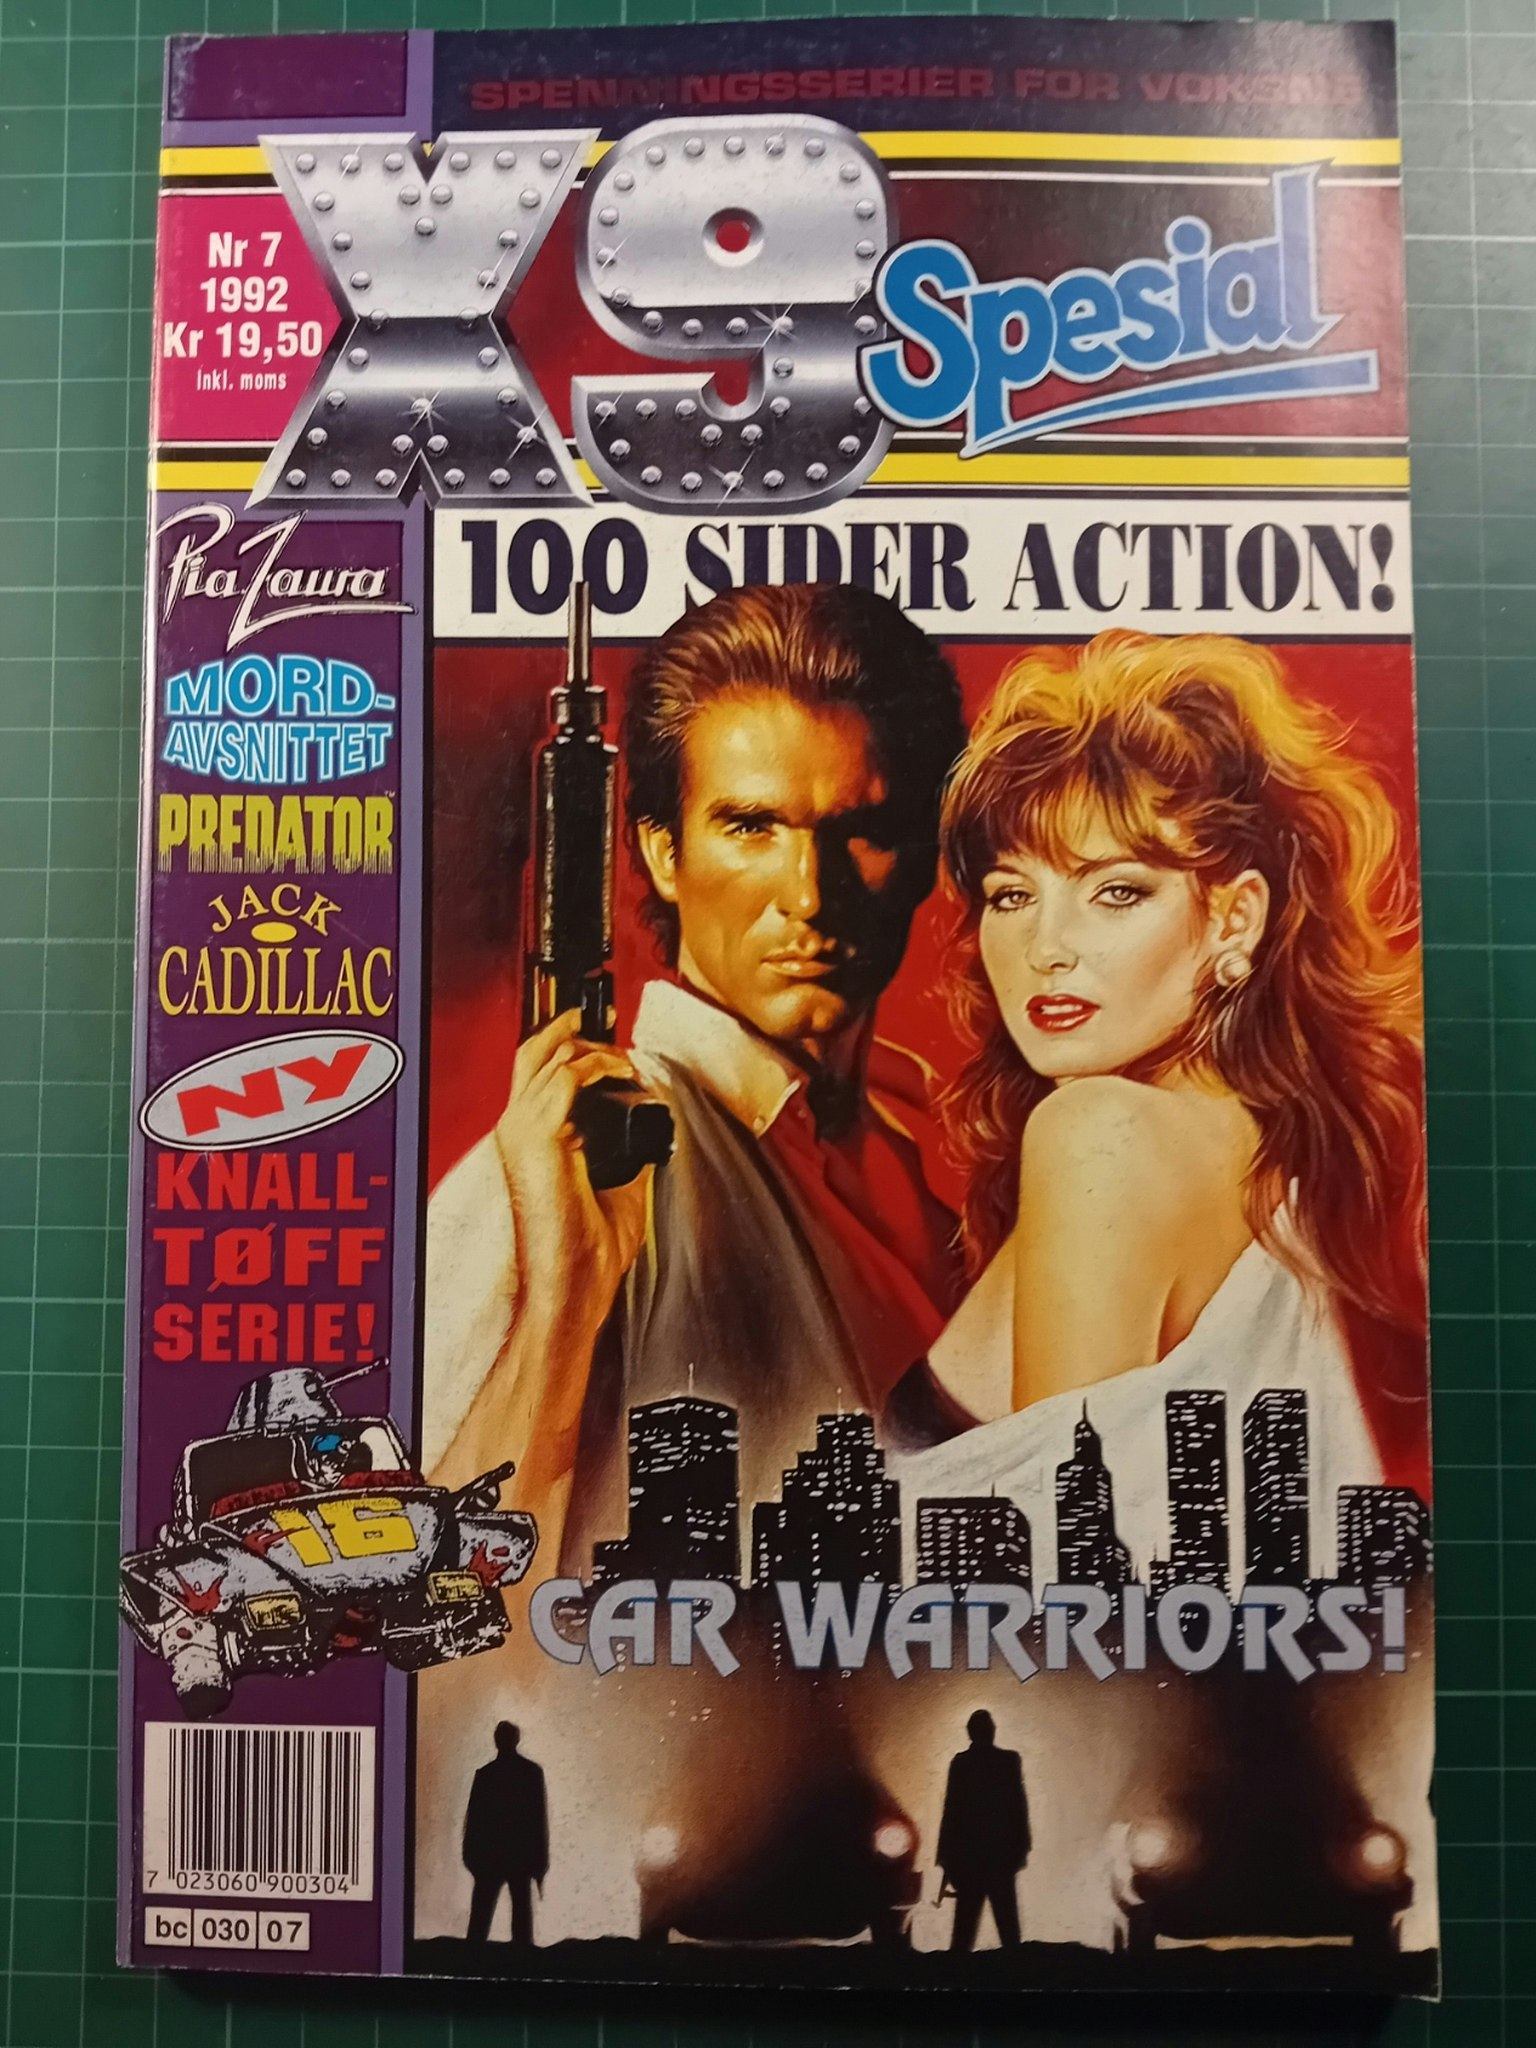 SPENNINGSSERIER FOR VOKSNE
X9
Spesial
Nr 7
1992
Kr 19,50
inkl. moms
100 SIDER ACTION!
Pia Zawa
MORD-
AVSNITTET
PREDATOR™
JACK
CADILLAC
NY
KNALL-
TØFF
SERIE!
16
CAR WARRIORS!
7 023060 900304
bc 030 07